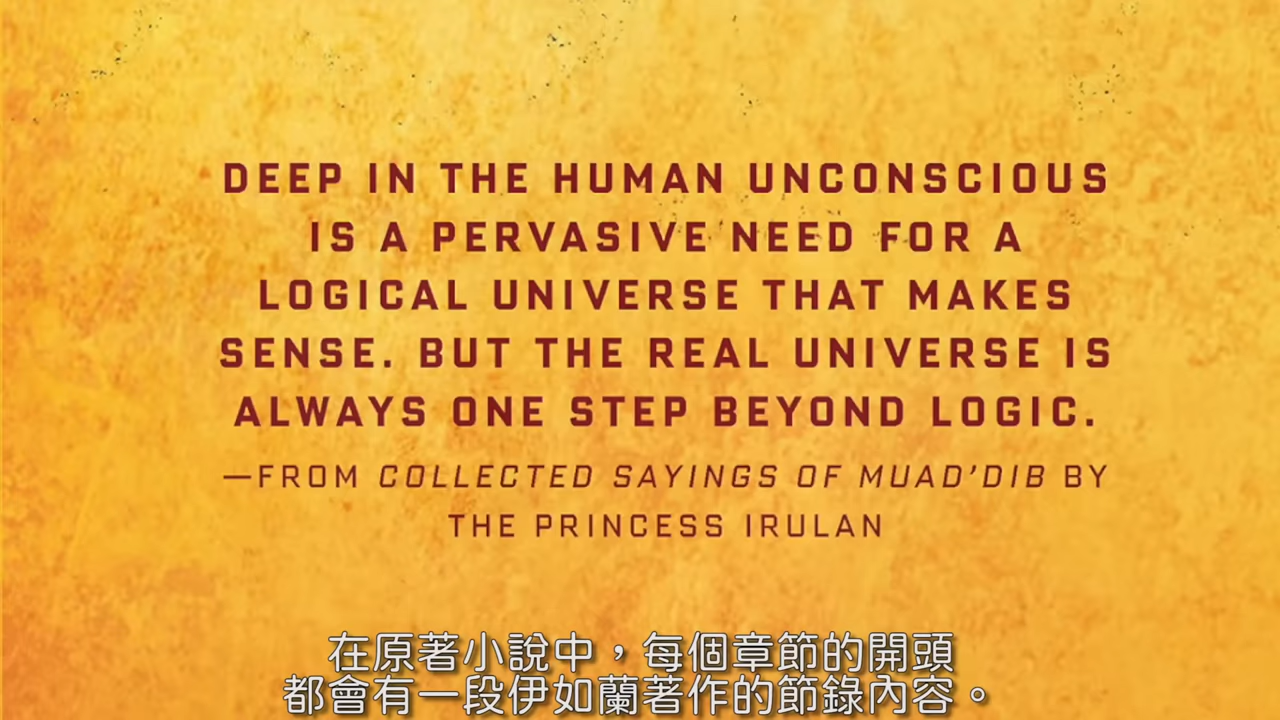 DEEP IN THE HUMAN UNCONSCIOUS
IS A PERVASIVE NEED FOR A
LOGICAL UNIVERSE THAT MAKES
SENSE. BUT THE REAL UNIVERSE IS
ALWAYS ONE STEP BEYOND LOGIC.
—FROM COLLECTED SAYINGS OF MUAD'DIB BY
THE PRINCESS IRULAN
在原著小說中，每個章節的開頭
都會有一段伊如蘭著作的節錄內容。